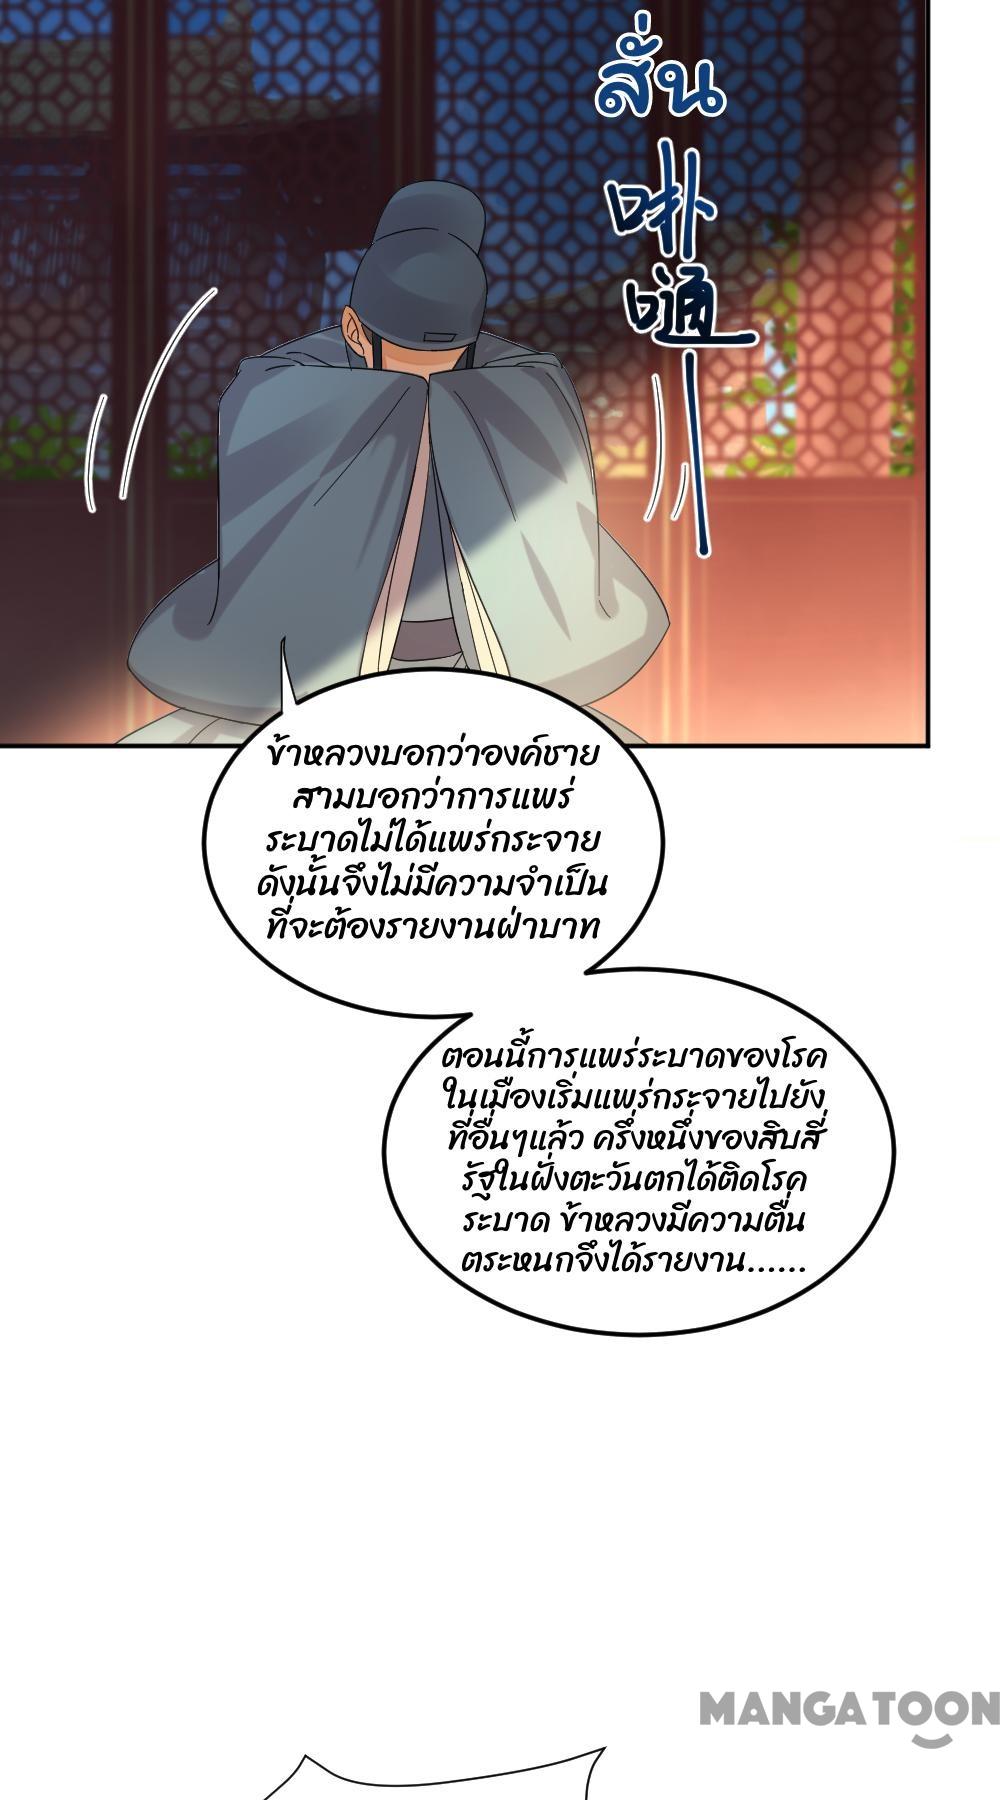 สั่น
啉
嗵
ข้าหลวงบอกว่าองค์ชาย
สามบอกว่าการแพร่
ระบาดไม่ได้แพร่กระจาย
ดังนั้นจึงไม่มีความจำเป็น
ที่จะต้องรายงานฝ่าบาท
ตอนนี้การแพร่ระบาดของโรค
ในเมืองเริ่มแพร่กระจายไปยัง
ที่อื่นๆแล้ว ครึ่งหนึ่งของสิบสี่
รัฐในฝั่งตะวันตกได้ติดโรค
ระบาด ข้าหลวงมีความตื่น
ตระหนกจึงได้รายงาน......
MANGATOON